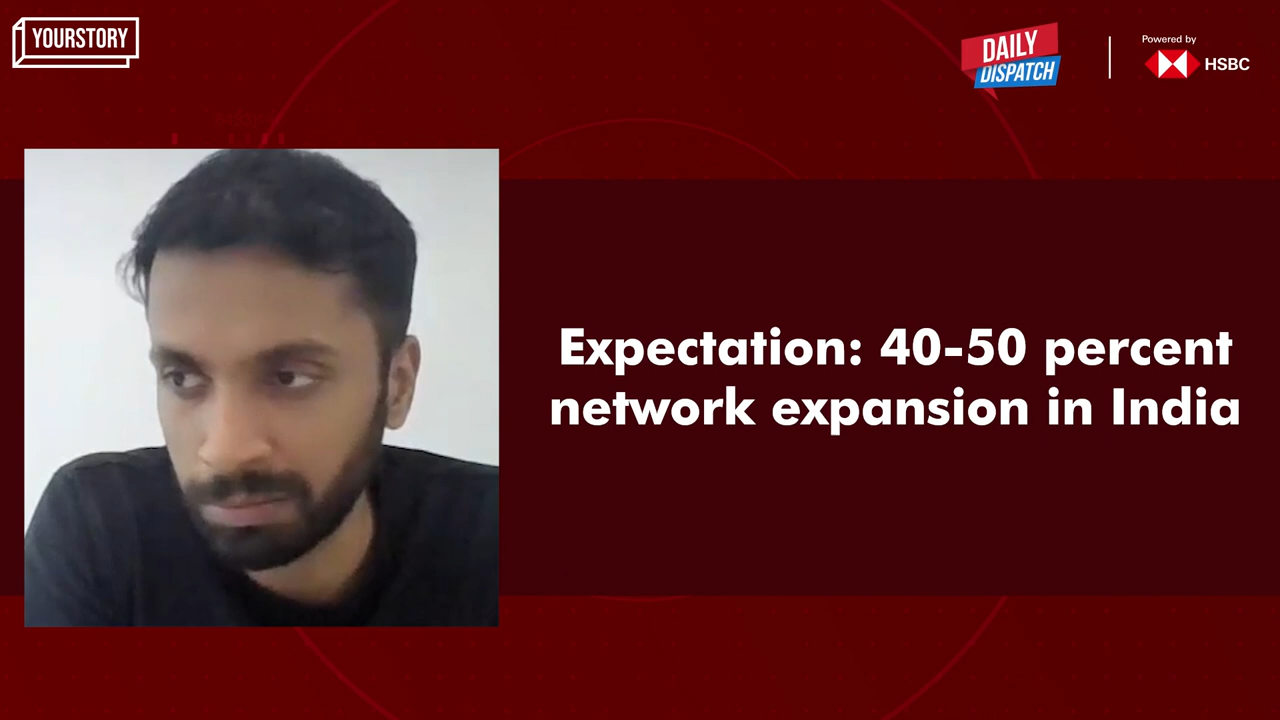 YOURSTORY
DAILY
DISPATCH
Powered by
HSBC
Expectation: 40-50 percent
network expansion in India